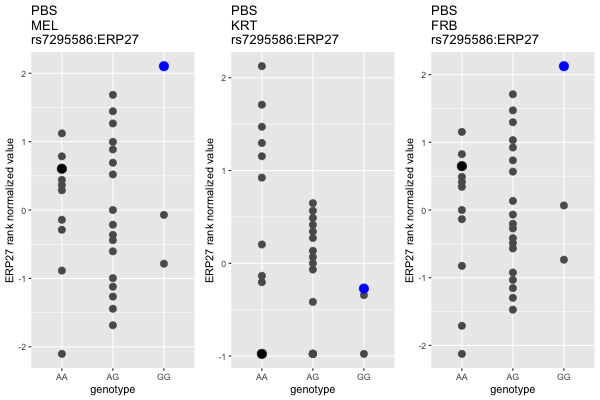 PBS
MEL
rs7295586:ERP27
ERP27 rank normalized value
2
1
0
-1
-2
AA
AG
GG
genotype
PBS
KRT
rs7295586:ERP27
ERP27 rank normalized value
2
1
0
-1
AA
AG
GG
genotype
PBS
FRB
rs7295586:ERP27
ERP27 rank normalized value
2
1
0
-1
-2
AA
AG
GG
genotype